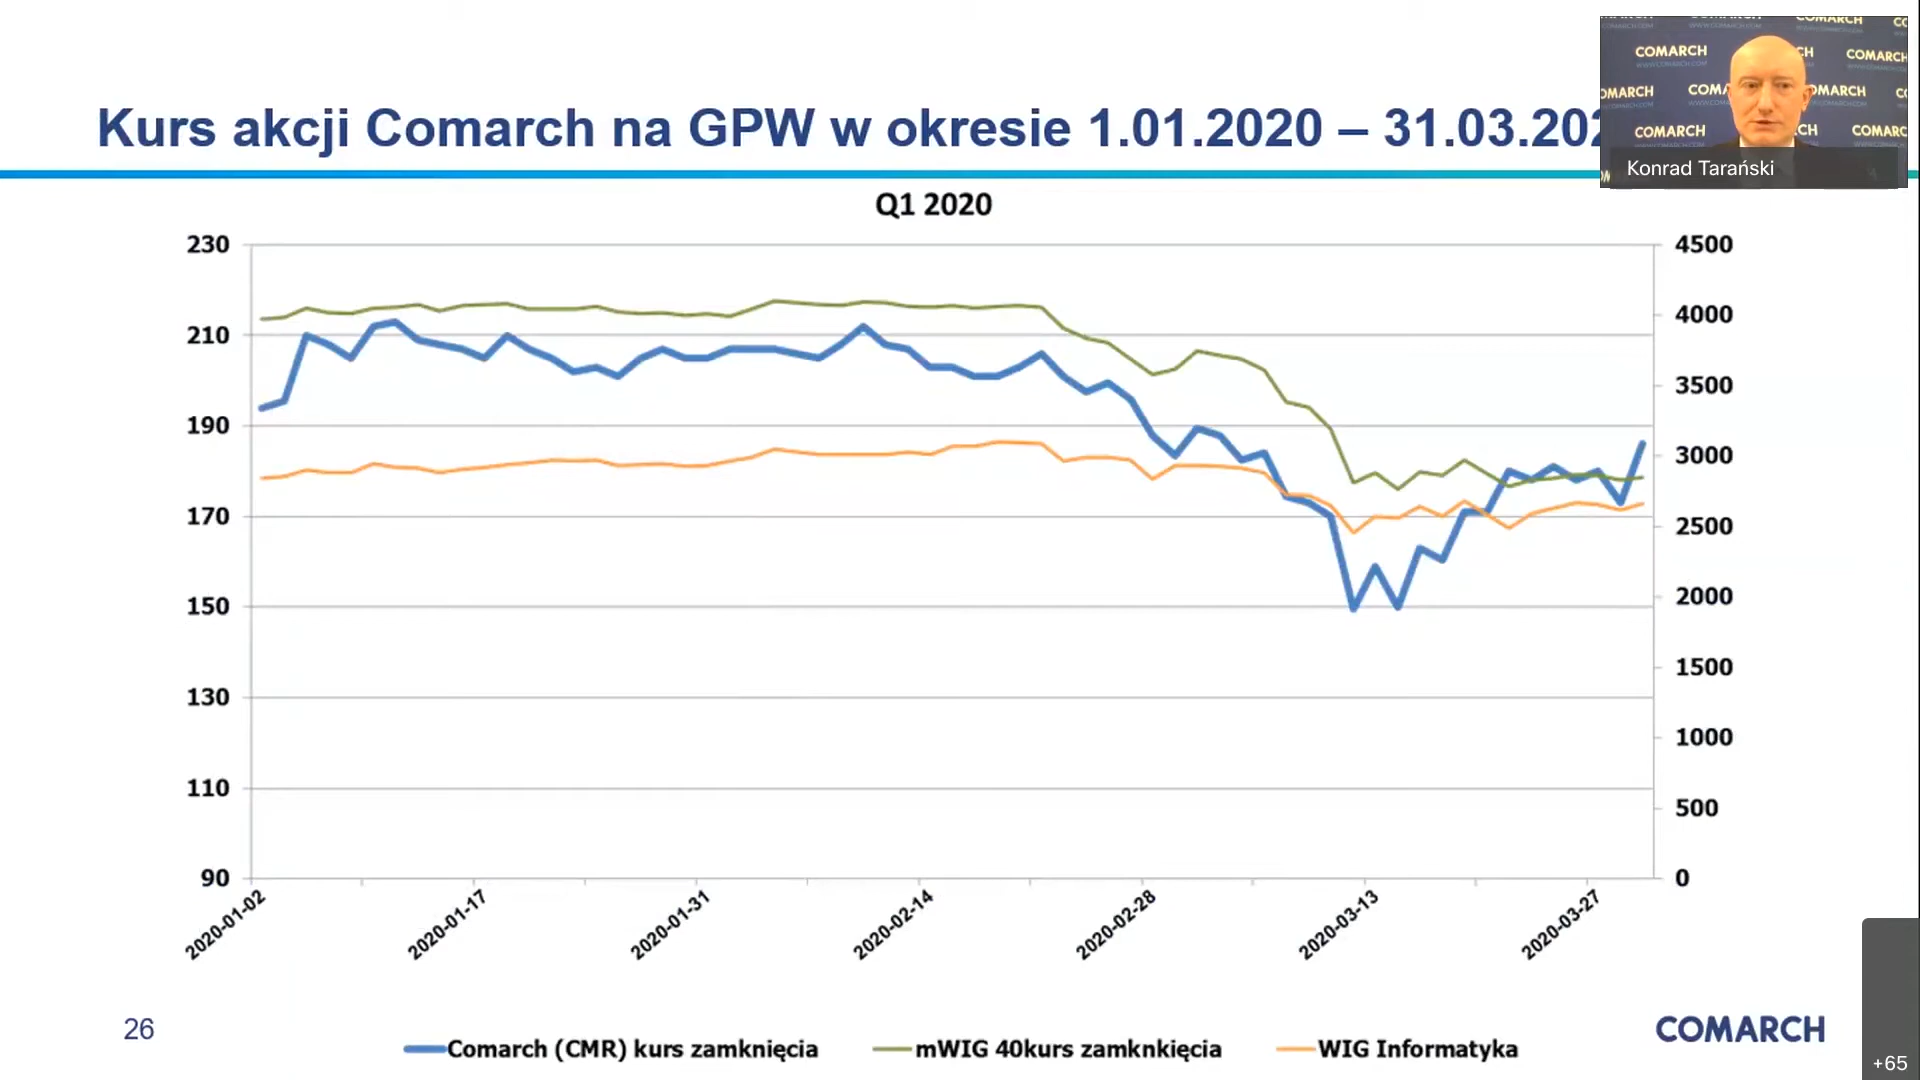 Kurs akcji Comarch na GPW w okresie 1.01.2020 – 31.03.202
COMARCH
COMARCH
COMARCH
COMARCH
Konrad Tarański
Q1 2020
230
210
190
170
150
130
110
90
4500
4000
3500
3000
2500
2000
1500
1000
500
0
2020-01-02
2020-01-17
2020-01-31
2020-02-14
2020-02-28
2020-03-13
2020-03-27
Comarch (CMR) kurs zamknięcia
mWIG 40kurs zamknkięcia
WIG Informatyka
26
COMARCH
+65